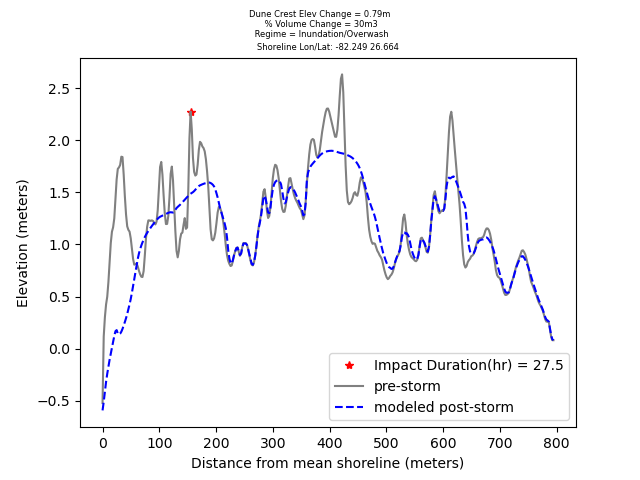 Dune Crest Elev Change = 0.79m
% Volume Change = 30m3
Regime = Inundation/Overwash
Shoreline Lon/Lat: -82.249 26.664
2.5
2.0
1.5
1.0
0.5
0.0
−0.5
Elevation (meters)
Impact Duration(hr) = 27.5
pre-storm
modeled post-storm
0 100 200 300 400 500 600 700 800
Distance from mean shoreline (meters)